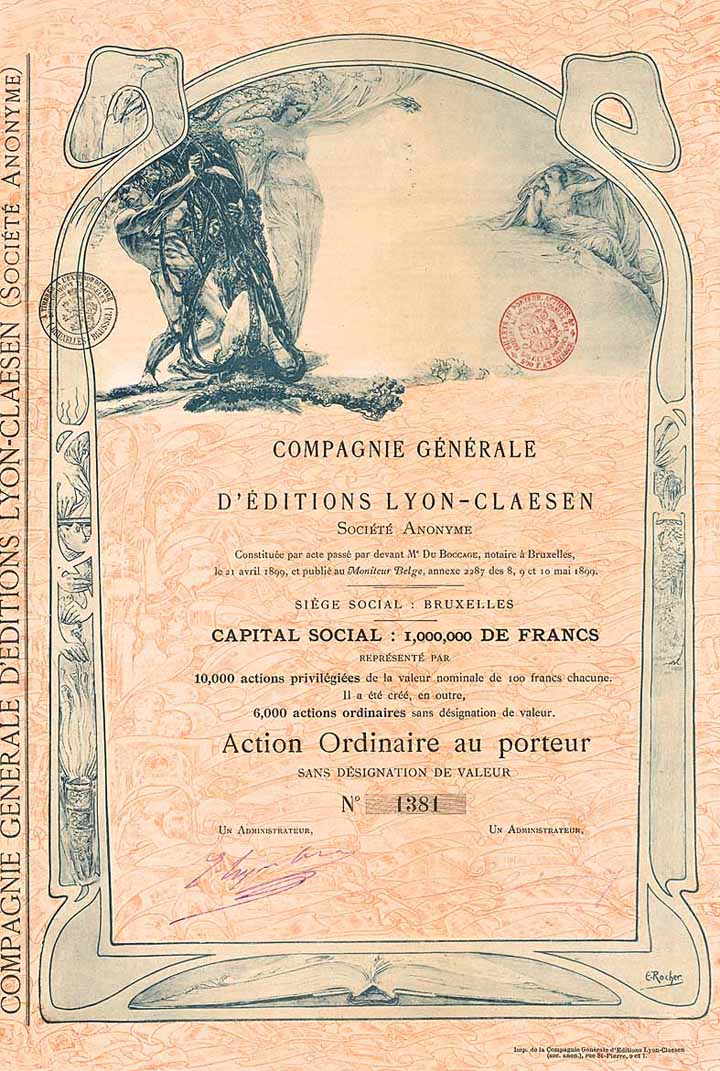 COMPAGNIE GENERALE D'EDITIONS LYON-CLAESEN (SOCIÉTÉ ANONYME)
COMPAGNIE GÉNÉRALE
D'ÉDITIONS LYON-CLAESEN
SOCIÉTÉ ANONYME
Constituée par acte passé par devant Me DU BOCCAGE, notaire à Bruxelles,
le 21 avril 1899, et publié au Moniteur Belge, annexe 2287 des 8, 9 et 10 mai 1899.
SIÈGE SOCIAL : BRUXELLES
CAPITAL SOCIAL : 1,000,000 DE FRANCS
REPRÉSENTÉ PAR
10,000 actions privilégiées de la valeur nominale de 100 francs chacune.
Il a été créé, en outre,
6,000 actions ordinaires sans désignation de valeur.
Action Ordinaire au porteur
SANS DÉSIGNATION DE VALEUR
No 1381
UN ADMINISTRATEUR, UN ADMINISTRATEUR,
E. Rocher
Imp. de la Compagnie Générale d'Editions Lyon-Claesen
(soc. anon.), rue St-Pierre, 9 et 1.